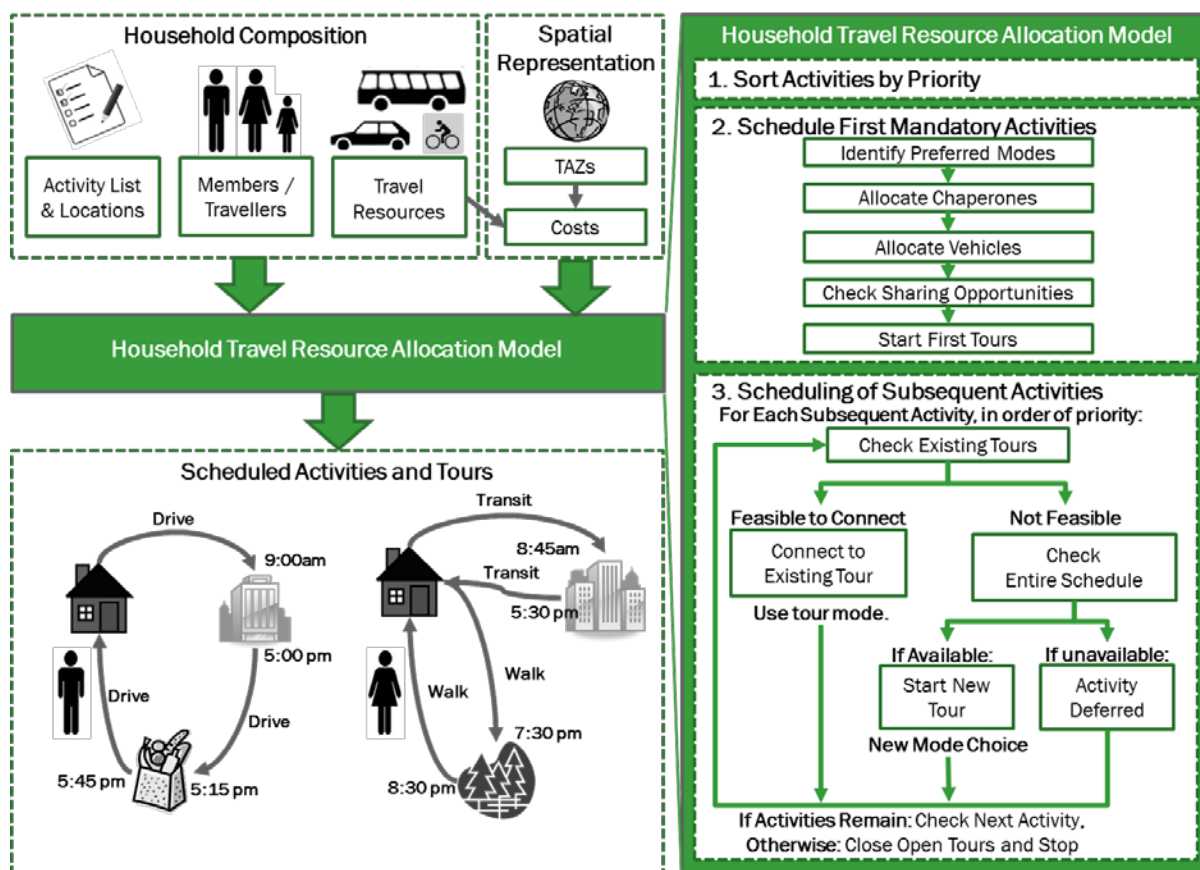 Household Composition
Activity List
& Locations
Members /
Travellers
Travel
Resources
Spatial
Representation
TAZs
Costs
Household Travel Resource Allocation Model
Scheduled Activities and Tours
Drive
9:00am
5:00 pm
Drive
5:15 pm
5:45 pm
Drive
Transit
8:45am
Transit
5:30 pm
Walk
7:30 pm
8:30 pm
Walk
Household Travel Resource Allocation Model
1. Sort Activities by Priority
2. Schedule First Mandatory Activities
Identify Preferred Modes
Allocate Chaperones
Allocate Vehicles
Check Sharing Opportunities
Start First Tours
3. Scheduling of Subsequent Activities
For Each Subsequent Activity, in order of priority:
Check Existing Tours
Feasible to Connect
Connect to
Existing Tour
Use tour mode.
Not Feasible
Check
Entire Schedule
If Available:
Start New
Tour
New Mode Choice
If unavailable:
Activity
Deferred
If Activities Remain: Check Next Activity,
Otherwise: Close Open Tours and Stop